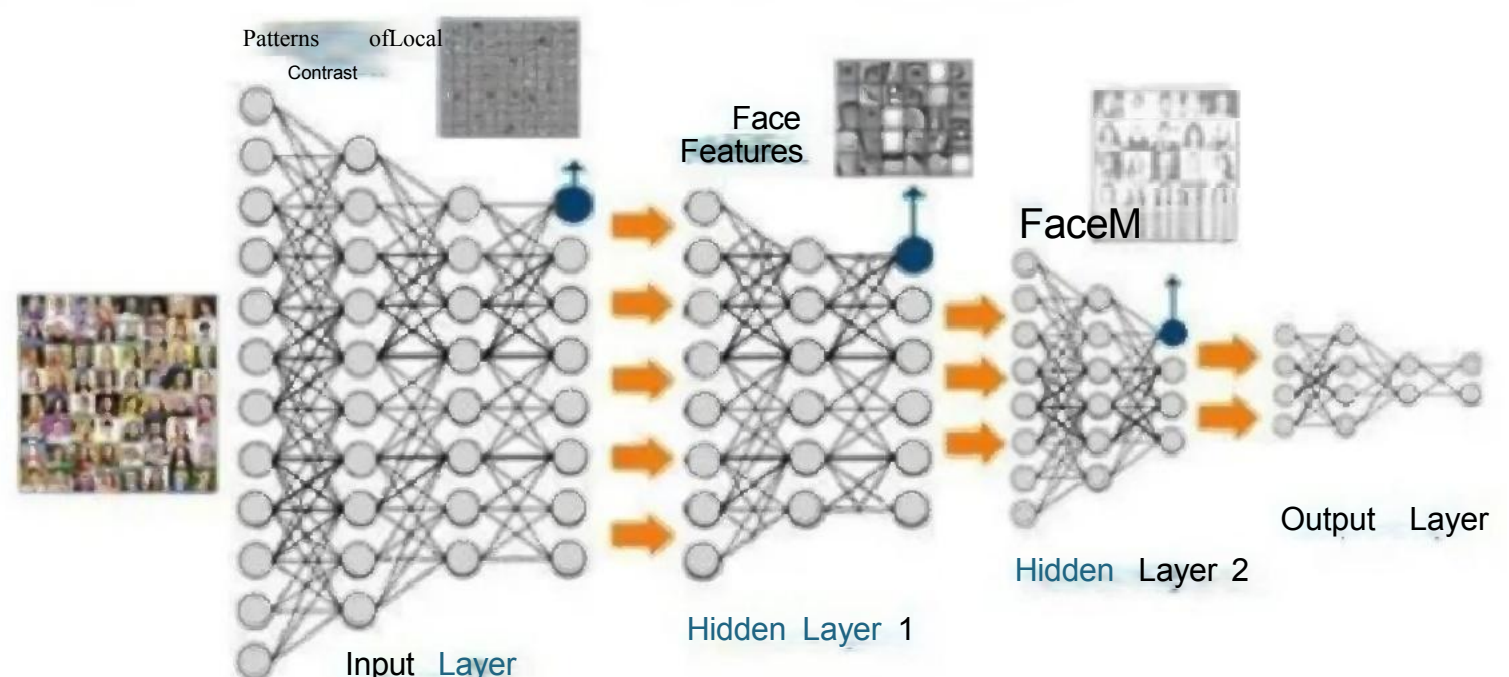 Patterns ofLocal
Contrast
Face
Features
FaceM
Output Layer
Hidden Layer 2
Hidden Layer 1
Input Layer